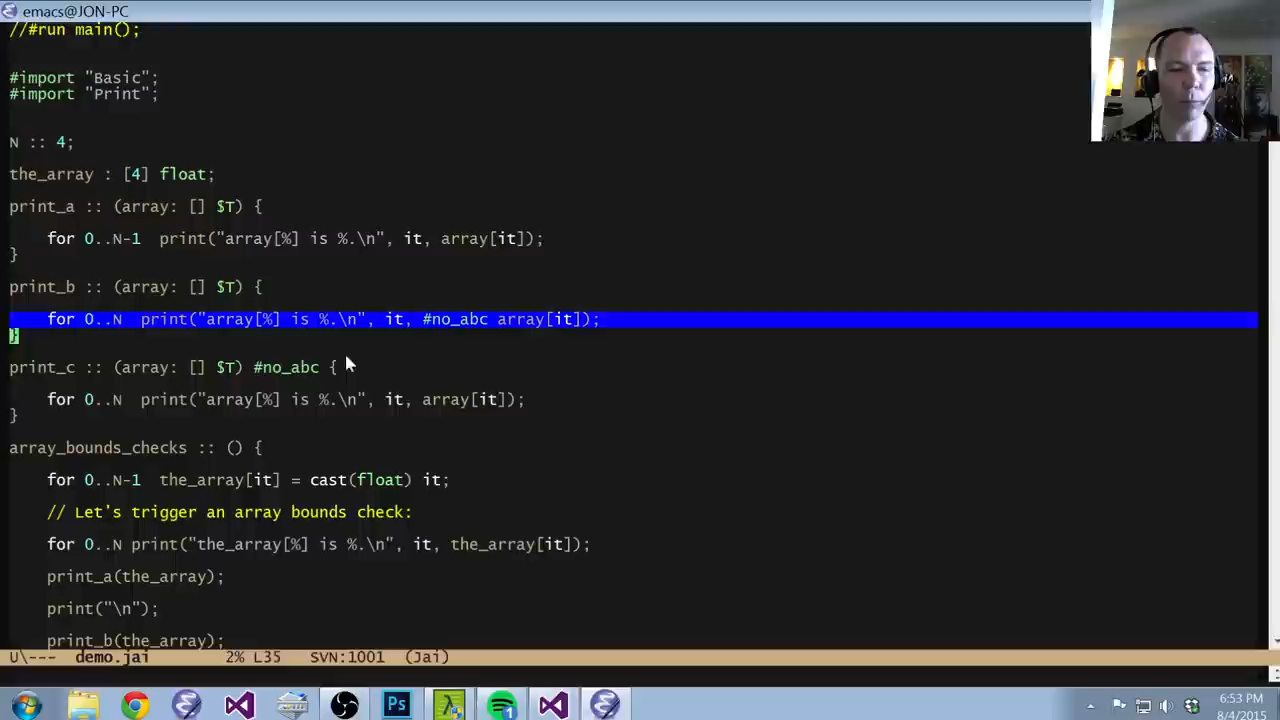 emacs@JON-PC
//#run main();
#import "Basic";
#import "Print";
N :: 4;
the_array : [4] float;
print_a :: (array: [] $T) {
for 0..N-1  print("array[%] is %.\n", it, array[it]);
}
print_b :: (array: [] $T) {
for 0..N  print("array[%] is %.\n", it, #no_abc array[it]);
}
print_c :: (array: [] $T) #no_abc {
for 0..N  print("array[%] is %.\n", it, array[it]);
}
array_bounds_checks :: () {
for 0..N-1  the_array[it] = cast(float) it;
// Let's trigger an array bounds check:
for 0..N print("the_array[%] is %.\n", it, the_array[it]);
print_a(the_array);
print("\n");
print_b(the_array);
U\---  demo.jai  2% L35  SVN:1001  (Jai)
Ps
1
6:53 PM
8/4/2015